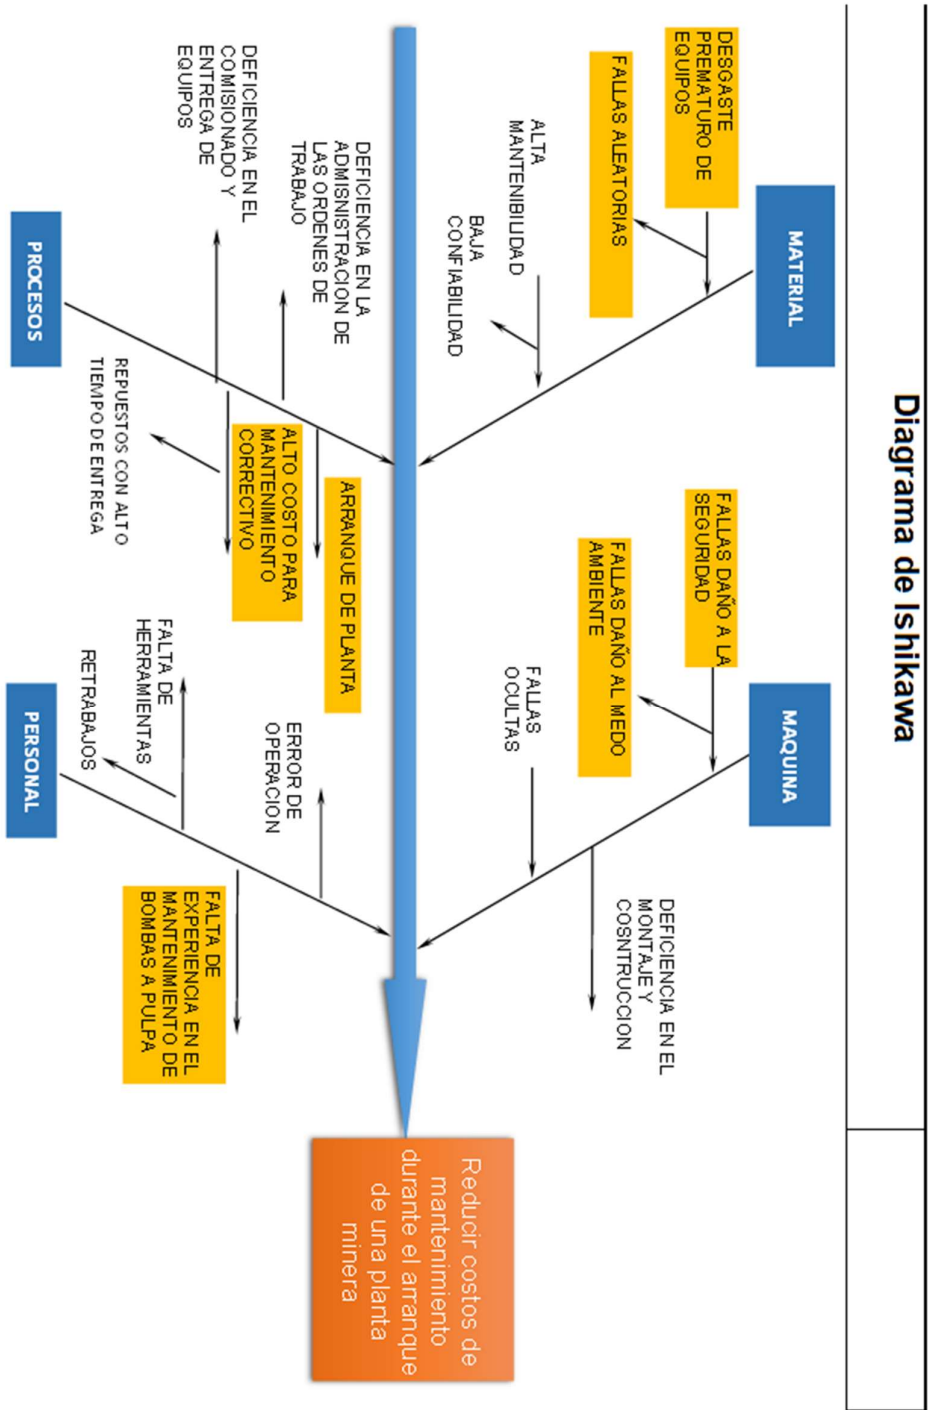 Diagrama de Ishikawa
MATERIAL
MAQUINA
DESGASTE
PREMATURO DE
EQUIPOS
FALLAS ALEATORIAS
ALTA
MANTENIBILIDAD
BAJA
CONFIABILIDAD
FALLAS DAÑO A LA
SEGURIDAD
FALLAS DAÑO AL MEDO
AMBIENTE
FALLAS
OCULTAS
DEFICIENCIA EN EL
MONTAJE Y
COSNTRUCCION
Reducir costos de
mantenimiento
durante el arranque
de una planta
minera
DEFICIENCIA EN LA
ADMISNISTRACION DE
LAS ORDENES DE
TRABAJO
DEFICIENCIA EN EL
COMISIONADO Y
ENTREGA DE
EQUIPOS
ARRANQUE DE PLANTA
ALTO COSTO PARA
MANTENIMIENTO
CORRECTIVO
REPUESTOS CON ALTO
TIEMPO DE ENTREGA
ERROR DE
OPERACION
FALTA DE
HERRAMIENTAS
RETRABAJOS
FALTA DE
EXPERIENCIA EN EL
MANTENIMIENTO DE
BOMBAS A PULPA
PROCESOS
PERSONAL